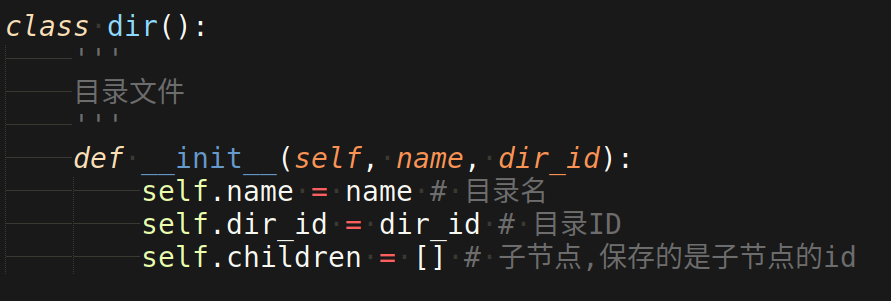 class dir():
    '''
    目录文件
    '''
    def __init__(self, name, dir_id):
        self.name = name # 目录名
        self.dir_id = dir_id # 目录ID
        self.children = [] # 子节点,保存的是子节点的id